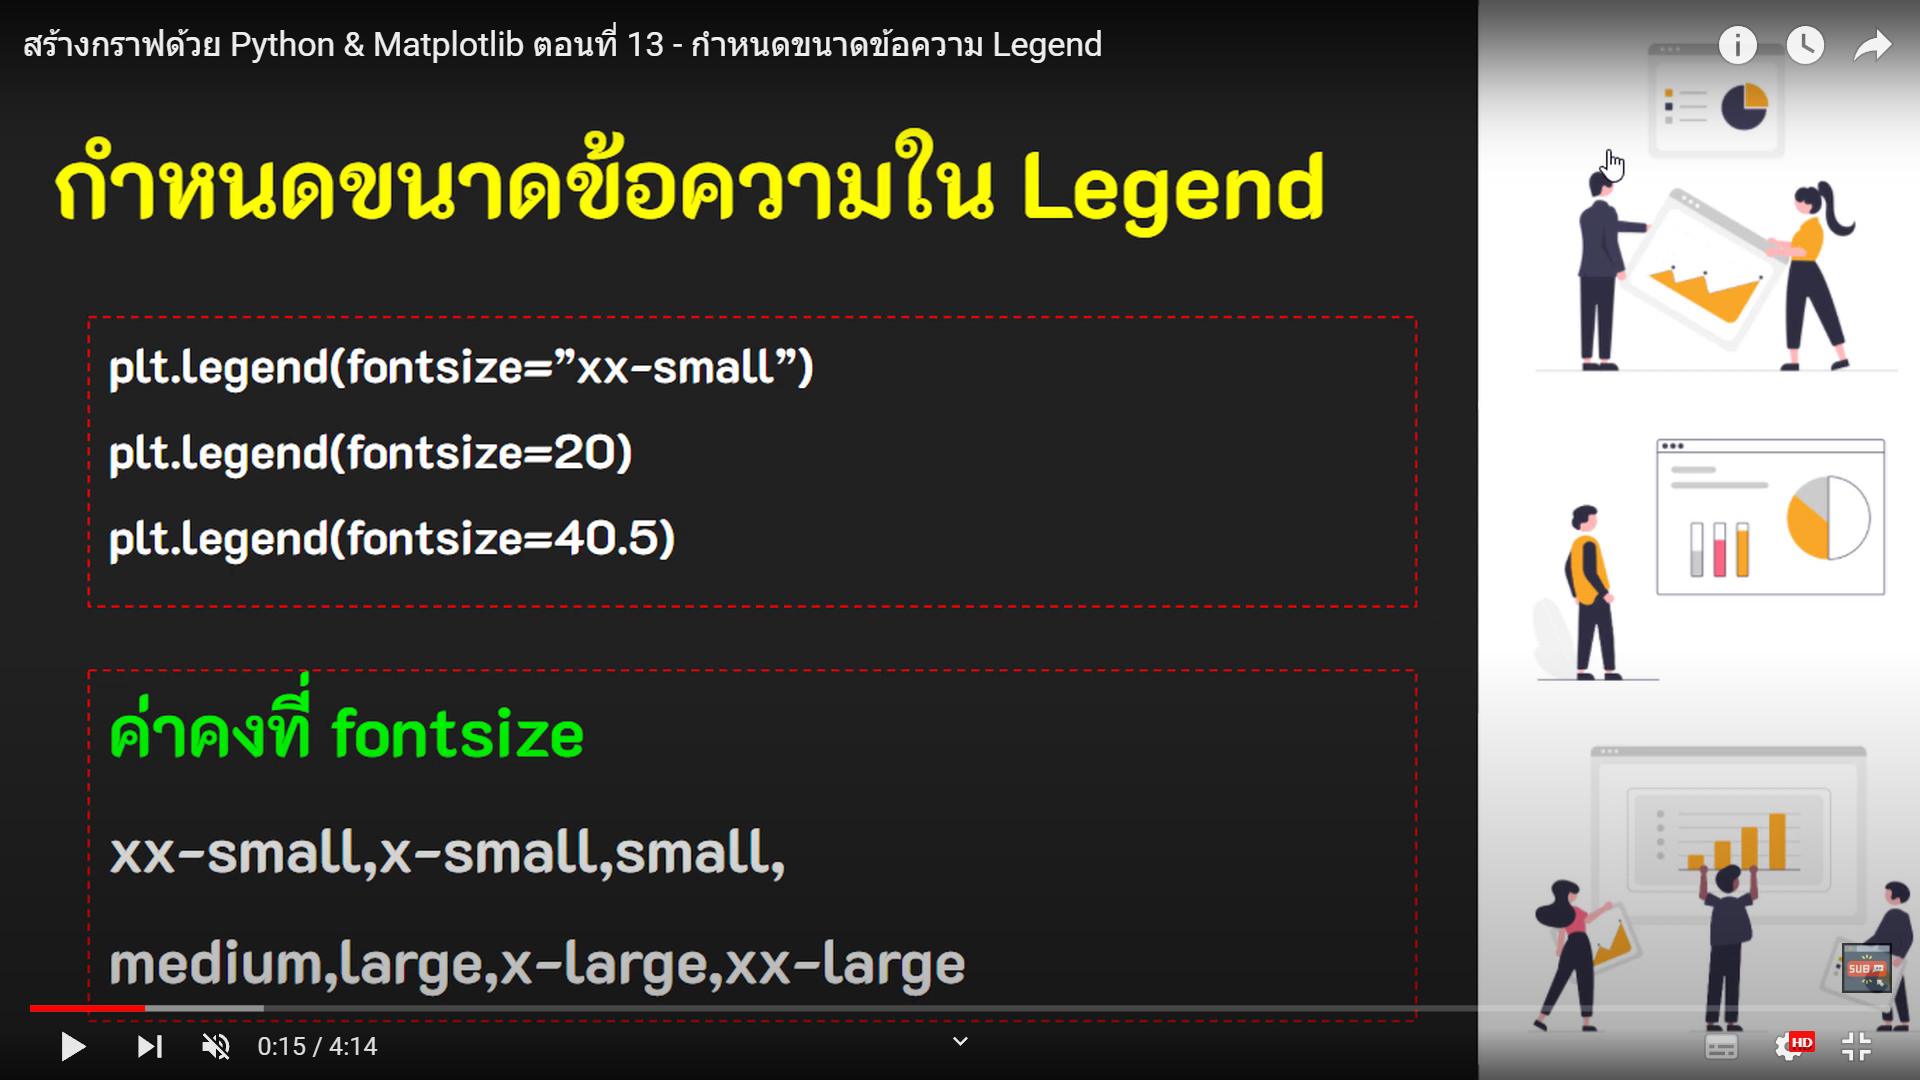 สร้างกราฟด้วย Python & Matplotlib ตอนที่ 13 - กำหนดขนาดข้อความ Legend
กำหนดขนาดข้อความใน Legend
plt.legend(fontsize=”xx-small”)
plt.legend(fontsize=20)
plt.legend(fontsize=40.5)
ค่าคงที่ fontsize
xx-small,x-small,small,
medium,large,x-large,xx-large
SUB
0:15 / 4:14
HD